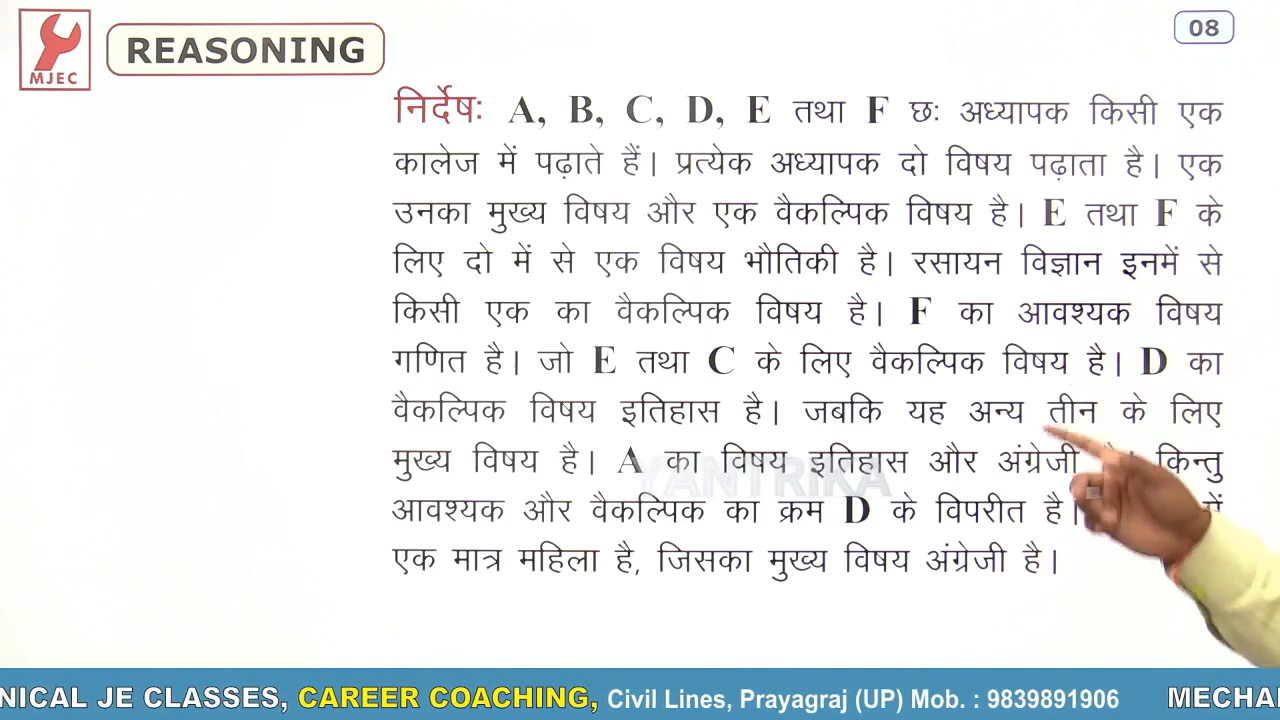 MJEC
REASONING
08
निर्देषः A, B, C, D, E तथा F छः अध्यापक किसी एक
कालेज में पढ़ाते हैं। प्रत्येक अध्यापक दो विषय पढ़ाता है। एक
उनका मुख्य विषय और एक वैकल्पिक विषय है। E तथा F के
लिए दो में से एक विषय भौतिकी है। रसायन विज्ञान इनमें से
किसी एक का वैकल्पिक विषय है। F का आवश्यक विषय
गणित है। जो E तथा C के लिए वैकल्पिक विषय है। D का
वैकल्पिक विषय इतिहास है। जबकि यह अन्य तीन के लिए
मुख्य विषय है। A का विषय इतिहास और अंग्रेजी किन्तु
YANTRIKA
आवश्यक और वैकल्पिक का क्रम D के विपरीत है।
एक मात्र महिला है, जिसका मुख्य विषय अंग्रेजी है।
NICAL JE CLASSES, CAREER COACHING, Civil Lines, Prayagraj (UP) Mob. : 9839891906 MECHA